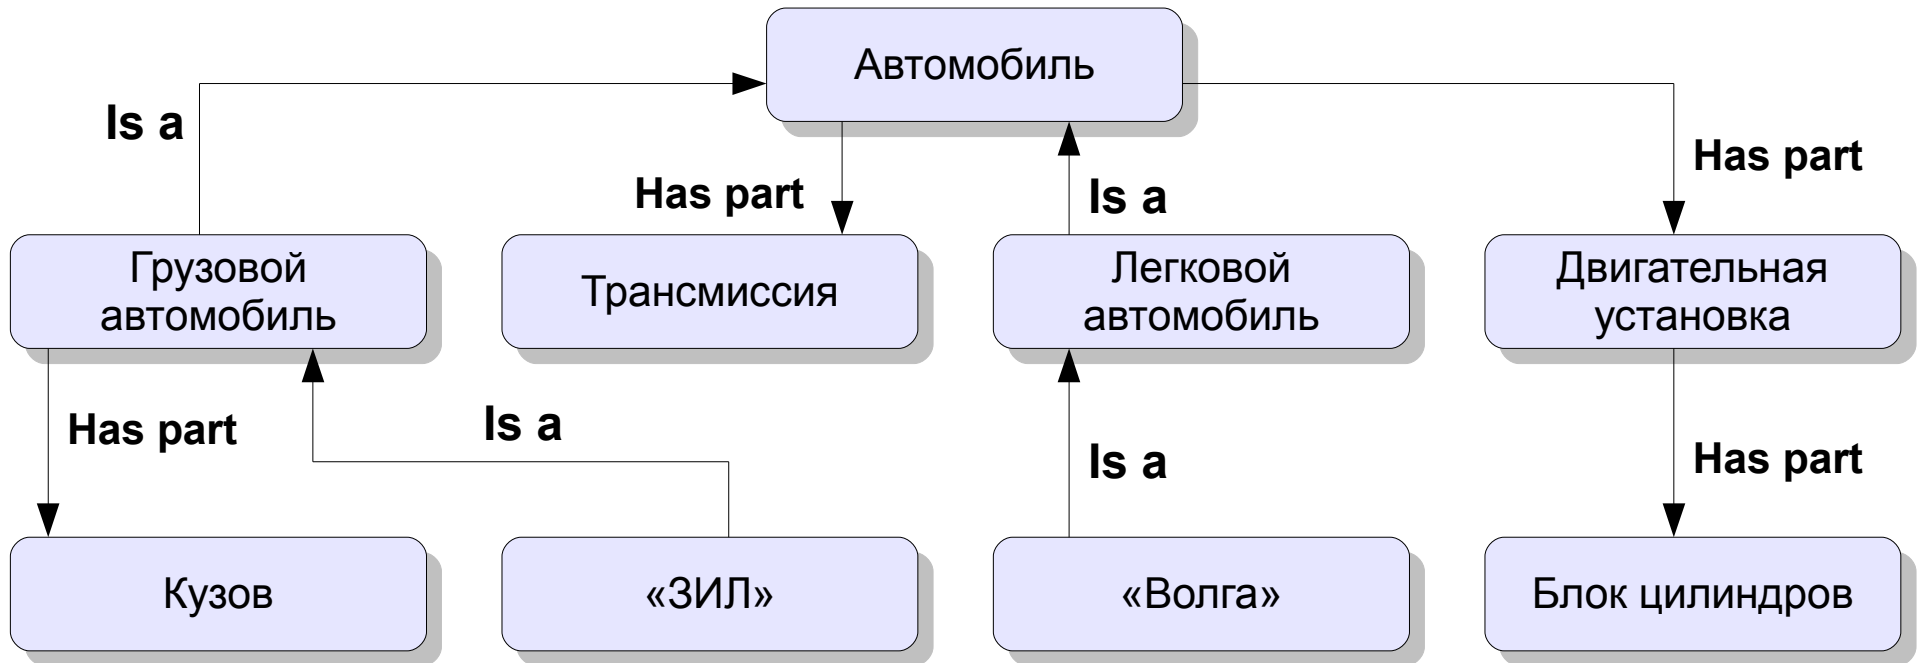 Автомобиль
Is a
Has part
Has part
Is a
Грузовой
автомобиль
Трансмиссия
Легковой
автомобиль
Двигательная
установка
Has part
Is a
Is a
Has part
Кузов
«ЗИЛ»
«Волга»
Блок цилиндров